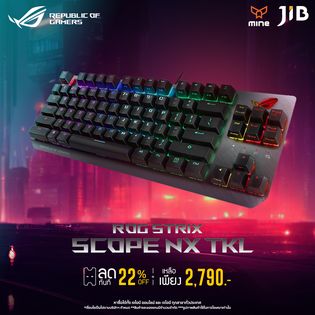 REPUBLIC OF
GAMERS
mine
JIB
ROG STRIX
SCOPE NX TKL
ลด
ทันที
22%
OFF
เหลือ
เพียง
2,790.-